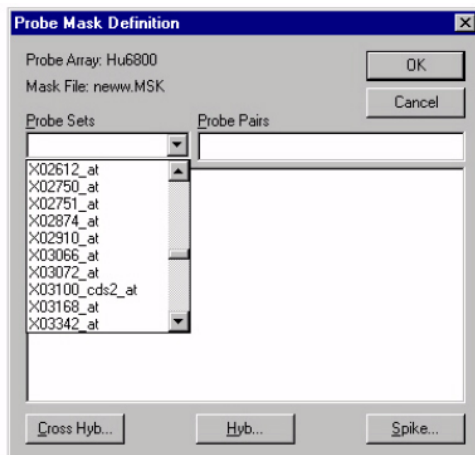 Probe Mask Definition
Probe Array: Hu6800
OK
Mask File: neww.MSK
Cancel
Probe Sets
Probe Pairs
X02612_at
X02750_at
X02751_at
X02874_at
X02910_at
X03066_at
X03072_at
X03100_cds2_at
X03168_at
X03342_at
Cross Hyb...
Hyb...
Spike...